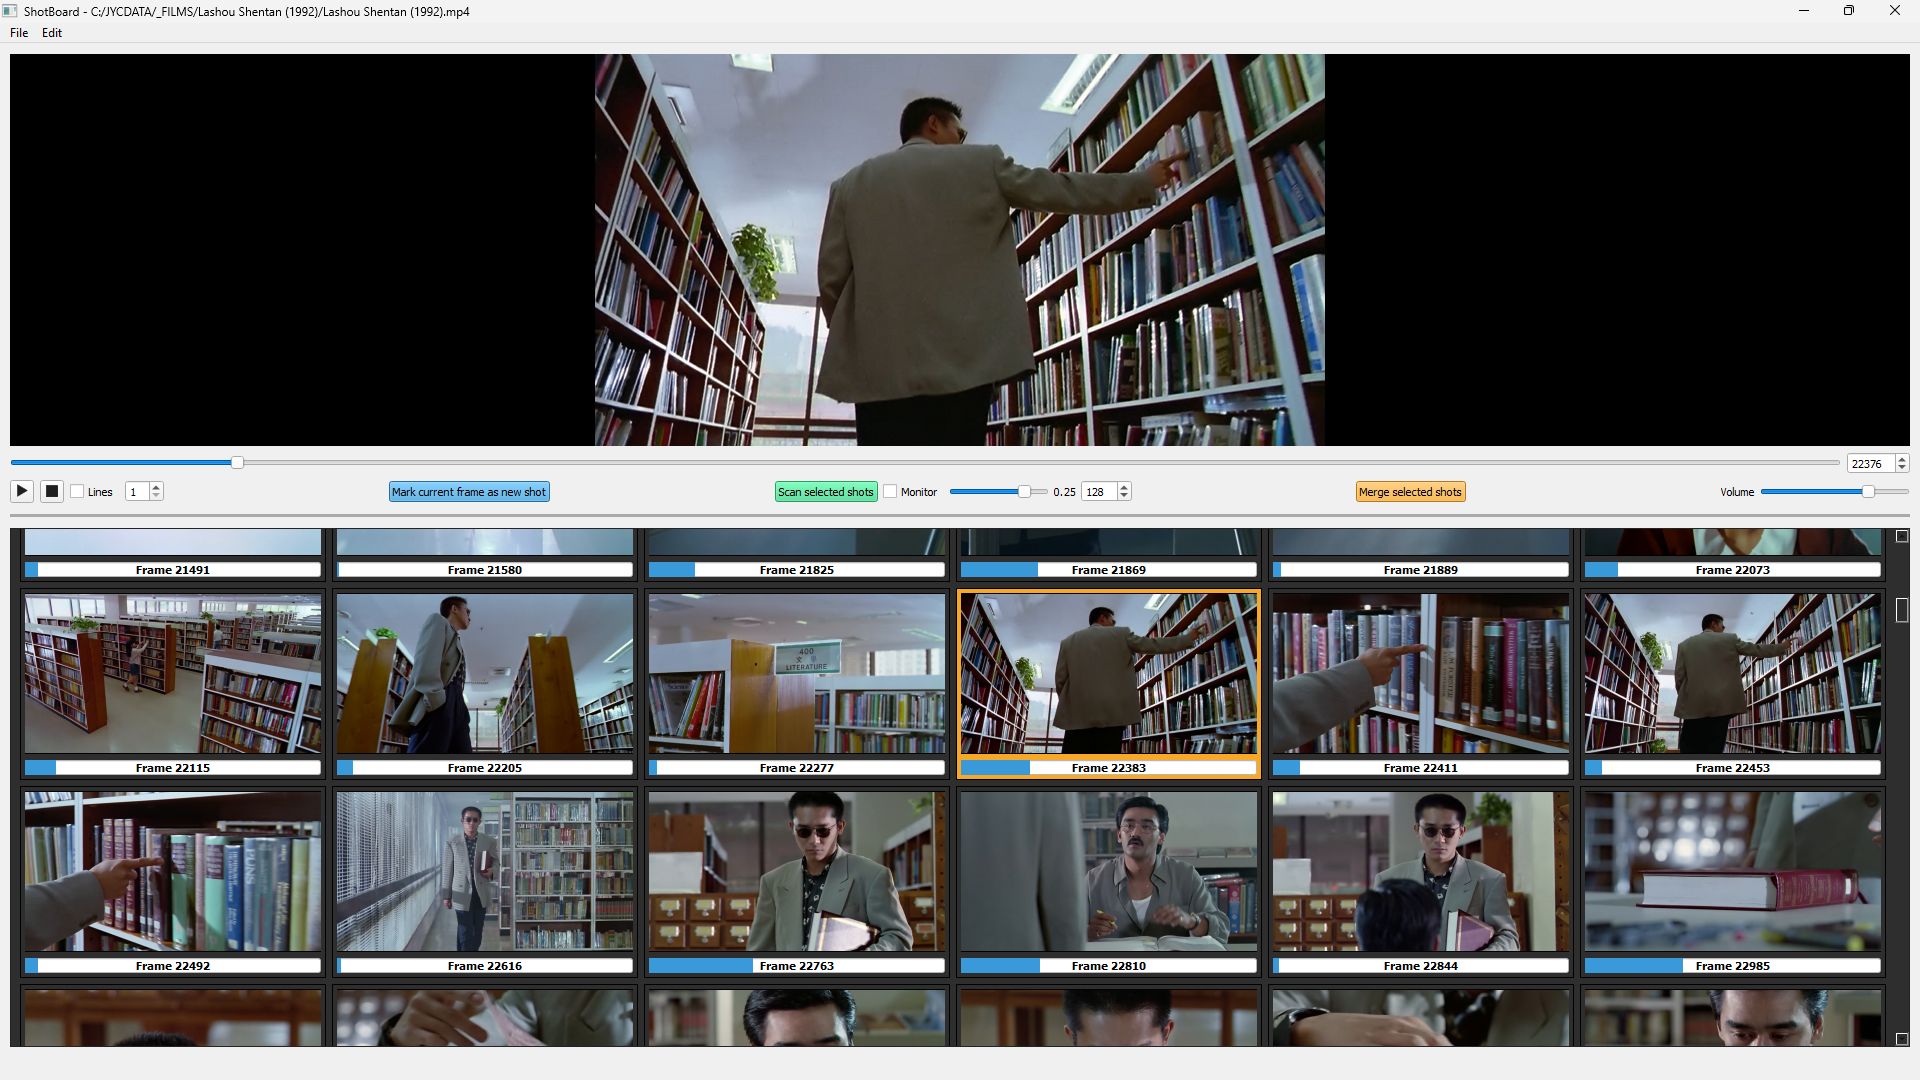 ShotBoard - C:/JYCDATA/_FILMS/Lashou Shentan (1992)/Lashou Shentan (1992).mp4
File Edit
22376
Lines 1 Mark current frame as new shot Scan selected shots Monitor 0.25 128 Merge selected shots Volume
Frame 21491 Frame 21580 Frame 21825 Frame 21869 Frame 21889 Frame 22073
400
文 學
LITERATURE
Frame 22115 Frame 22205 Frame 22277 Frame 22383 Frame 22411 Frame 22453
PUNS
Frame 22492 Frame 22616 Frame 22763 Frame 22810 Frame 22844 Frame 22985